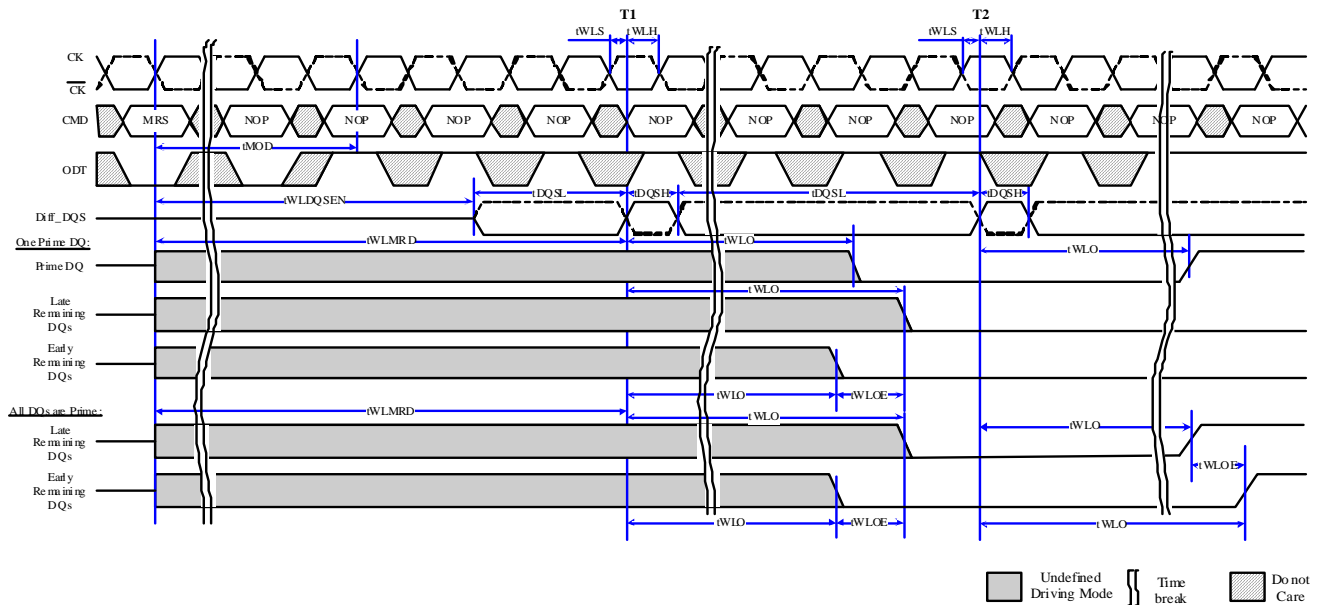 T1 T2
tWLS tWLH tWLS tWLH
CK
CK
CMD MRS NOP NOP NOP NOP NOP NOP NOP NOP NOP NOP NOP
tMOD
ODT
tDQSL tDQSH tDQSL tDQSH
tWLDQSEN
Diff_DQS
One Prime DQ:
tWLMRD tWLO
tWLO
Prime DQ
tWLO
Late
Remaining
DQs
Early
Remaining
DQs
tWLO tWLOE
All DQs are Prime:
tWLMRD tWLO
tWLO
Late
Remaining
DQs
tWLOE
Early
Remaining
DQs
tWLO tWLOE tWLO
Undefined
Driving Mode
Time
break
Do not
Care